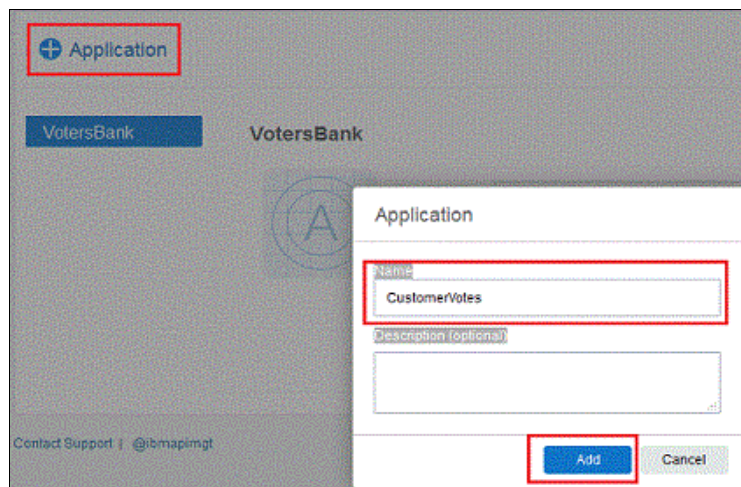 Application
VotersBank
VotersBank
A
Application
Name
CustomerVotes
Description (optional)
Add
Cancel
Contact Support | @ibmapimgt